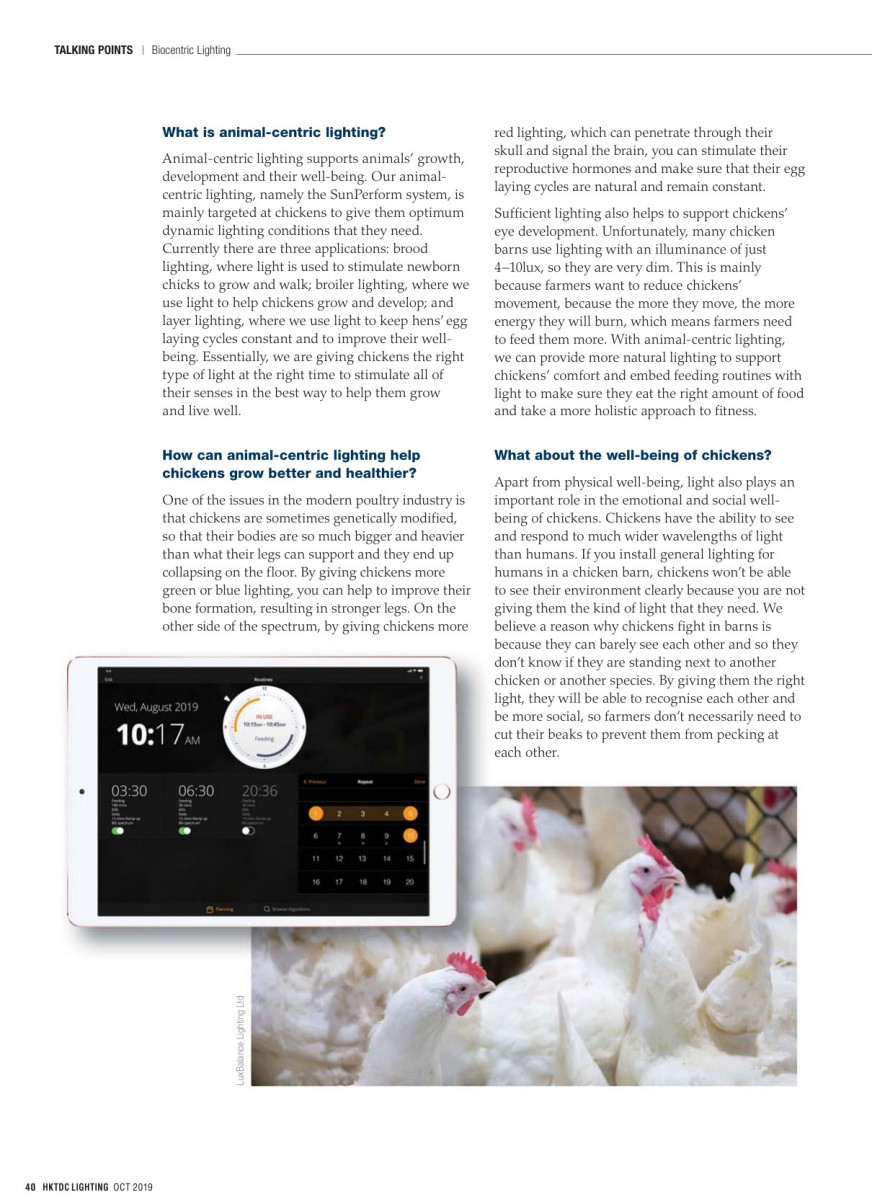 TALKING POINTS | Biocentric Lighting
What is animal-centric lighting?
Animal-centric lighting supports animals’ growth,
development and their well-being. Our animal-
centric lighting, namely the SunPerform system, is
mainly targeted at chickens to give them optimum
dynamic lighting conditions that they need.
Currently there are three applications: brood
lighting, where light is used to stimulate newborn
chicks to grow and walk; broiler lighting, where we
use light to help chickens grow and develop; and
layer lighting, where we use light to keep hens’ egg
laying cycles constant and to improve their well-
being. Essentially, we are giving chickens the right
type of light at the right time to stimulate all of
their senses in the best way to help them grow
and live well.
How can animal-centric lighting help
chickens grow better and healthier?
One of the issues in the modern poultry industry is
that chickens are sometimes genetically modified,
so that their bodies are so much bigger and heavier
than what their legs can support and they end up
collapsing on the floor. By giving chickens more
green or blue lighting, you can help to improve their
bone formation, resulting in stronger legs. On the
other side of the spectrum, by giving chickens more
red lighting, which can penetrate through their
skull and signal the brain, you can stimulate their
reproductive hormones and make sure that their egg
laying cycles are natural and remain constant.
Sufficient lighting also helps to support chickens’
eye development. Unfortunately, many chicken
barns use lighting with an illuminance of just
4–10lux, so they are very dim. This is mainly
because farmers want to reduce chickens’
movement, because the more they move, the more
energy they will burn, which means farmers need
to feed them more. With animal-centric lighting,
we can provide more natural lighting to support
chickens’ comfort and embed feeding routines with
light to make sure they eat the right amount of food
and take a more holistic approach to fitness.
What about the well-being of chickens?
Apart from physical well-being, light also plays an
important role in the emotional and social well-
being of chickens. Chickens have the ability to see
and respond to much wider wavelengths of light
than humans. If you install general lighting for
humans in a chicken barn, chickens won’t be able
to see their environment clearly because you are not
giving them the kind of light that they need. We
believe a reason why chickens fight in barns is
because they can barely see each other and so they
don’t know if they are standing next to another
chicken or another species. By giving them the right
light, they will be able to recognise each other and
be more social, so farmers don’t necessarily need to
cut their beaks to prevent them from pecking at
each other.
Edit Routines +
Wed, August 2019
10:17 AM
12
IN USE
10:15AM - 10:45AM
Feeding
6
03:30 06:30 20:36
Feeding Feeding Feeding
Daily Daily Daily
Previous Repeat Done
1 2 3 4 5
6 7 8 9 10
11 12 13 14 15
16 17 18 19 20
Planning Browse Algorithms
LuxBalance Lighting Ltd
40 HKTDC LIGHTING OCT 2019